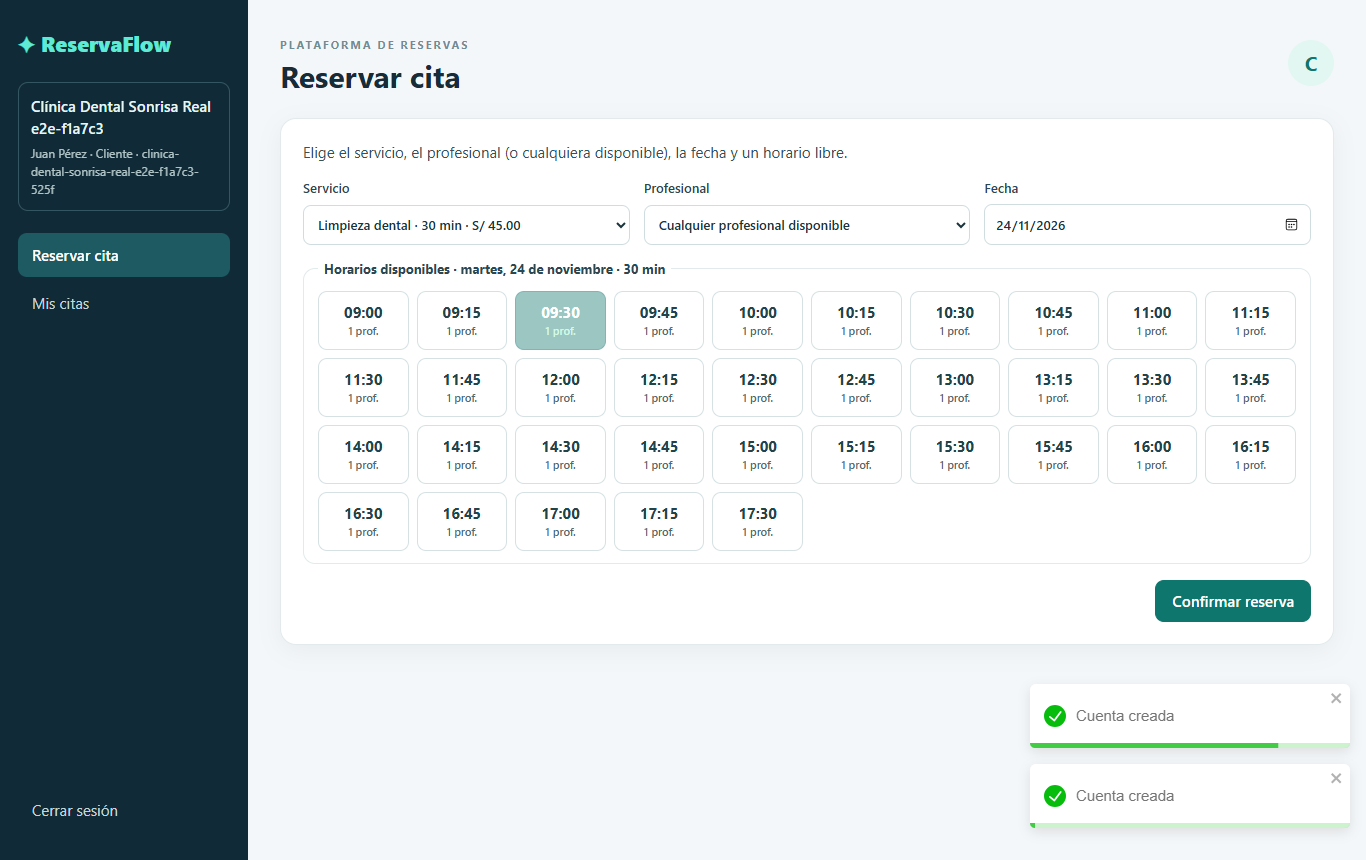 ✦ ReservaFlow
Clínica Dental Sonrisa Real
e2e-f1a7c3
Juan Pérez · Cliente · clinica-
dental-sonrisa-real-e2e-f1a7c3-
525f
Reservar cita
Mis citas
Cerrar sesión
PLATAFORMA DE RESERVAS
Reservar cita
C
Elige el servicio, el profesional (o cualquiera disponible), la fecha y un horario libre.
Servicio Profesional Fecha
Limpieza dental · 30 min · S/ 45.00 Cualquier profesional disponible 24/11/2026
Horarios disponibles · martes, 24 de noviembre · 30 min
09:00 09:15 09:30 09:45 10:00 10:15 10:30 10:45 11:00 11:15
1 prof. 1 prof. 1 prof. 1 prof. 1 prof. 1 prof. 1 prof. 1 prof. 1 prof. 1 prof.
11:30 11:45 12:00 12:15 12:30 12:45 13:00 13:15 13:30 13:45
1 prof. 1 prof. 1 prof. 1 prof. 1 prof. 1 prof. 1 prof. 1 prof. 1 prof. 1 prof.
14:00 14:15 14:30 14:45 15:00 15:15 15:30 15:45 16:00 16:15
1 prof. 1 prof. 1 prof. 1 prof. 1 prof. 1 prof. 1 prof. 1 prof. 1 prof. 1 prof.
16:30 16:45 17:00 17:15 17:30
1 prof. 1 prof. 1 prof. 1 prof. 1 prof.
Confirmar reserva
Cuenta creada
Cuenta creada